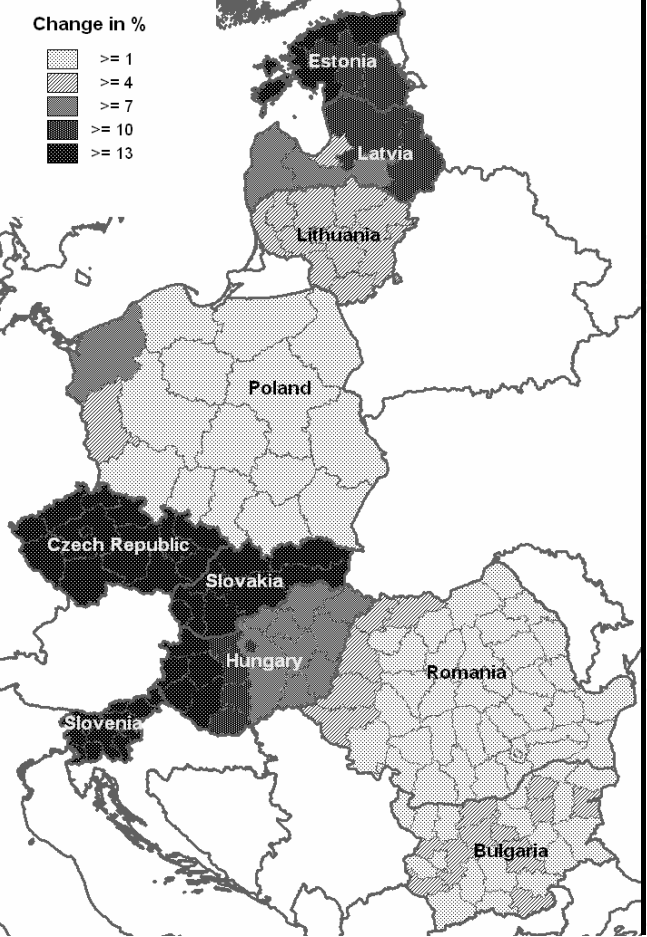 Change in %
>= 1
>= 4
>= 7
>= 10
>= 13
Estonia
Latvia
Lithuania
Poland
Czech Republic
Slovakia
Hungary
Romania
Slovenia
Bulgaria